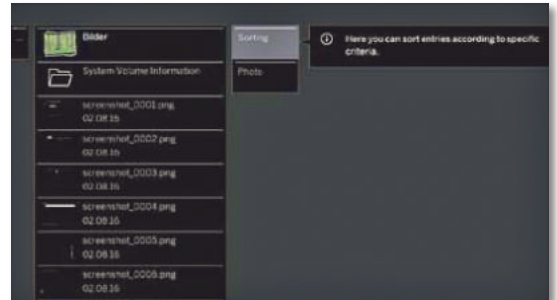 Bilder
System Volume Information
screenshot_0001.png
02.08.16
screenshot_0002.png
02.08.16
screenshot_0003.png
02.08.16
screenshot_0004.png
02.08.16
screenshot_0005.png
02.08.16
screenshot_0006.png
02.08.16
Sorting
Photo
Here you can sort entries according to specific
criteria.